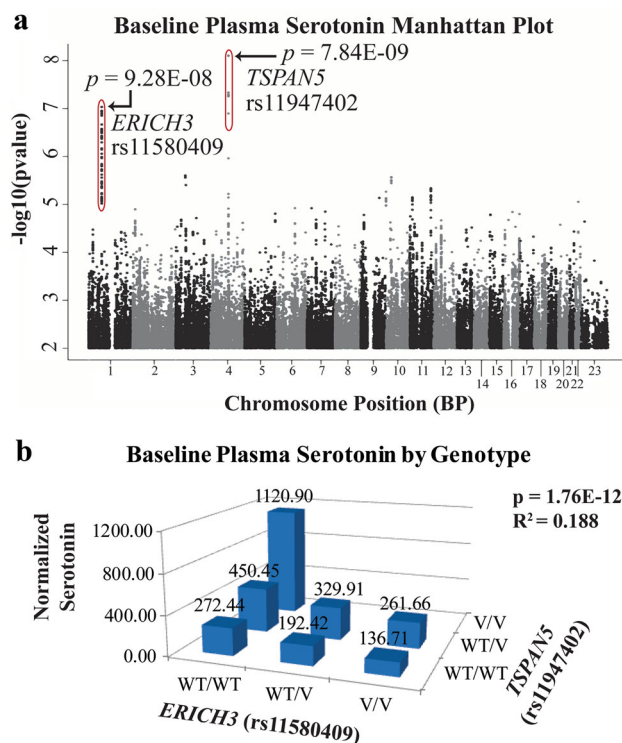 a
Baseline Plasma Serotonin Manhattan Plot
p = 7.84E-09
TSPAN5
rs11947402
p = 9.28E-08
ERICH3
rs11580409
-log10(pvalue)
8
7
6
5
4
3
2
1 2 3 4 5 6 7 8 9 10 11 12 13 14 15 16 17 18 19 20 21 22 23
Chromosome Position (BP)
b
Baseline Plasma Serotonin by Genotype
p = 1.76E-12
R² = 0.188
Normalized
Serotonin
1200.00
800.00
400.00
0.00
1120.90
450.45
329.91
261.66
272.44
192.42
136.71
V/V
WT/V
WT/WT
WT/WT
WT/V
V/V
ERICH3 (rs11580409)
TSPAN5
(rs11947402)